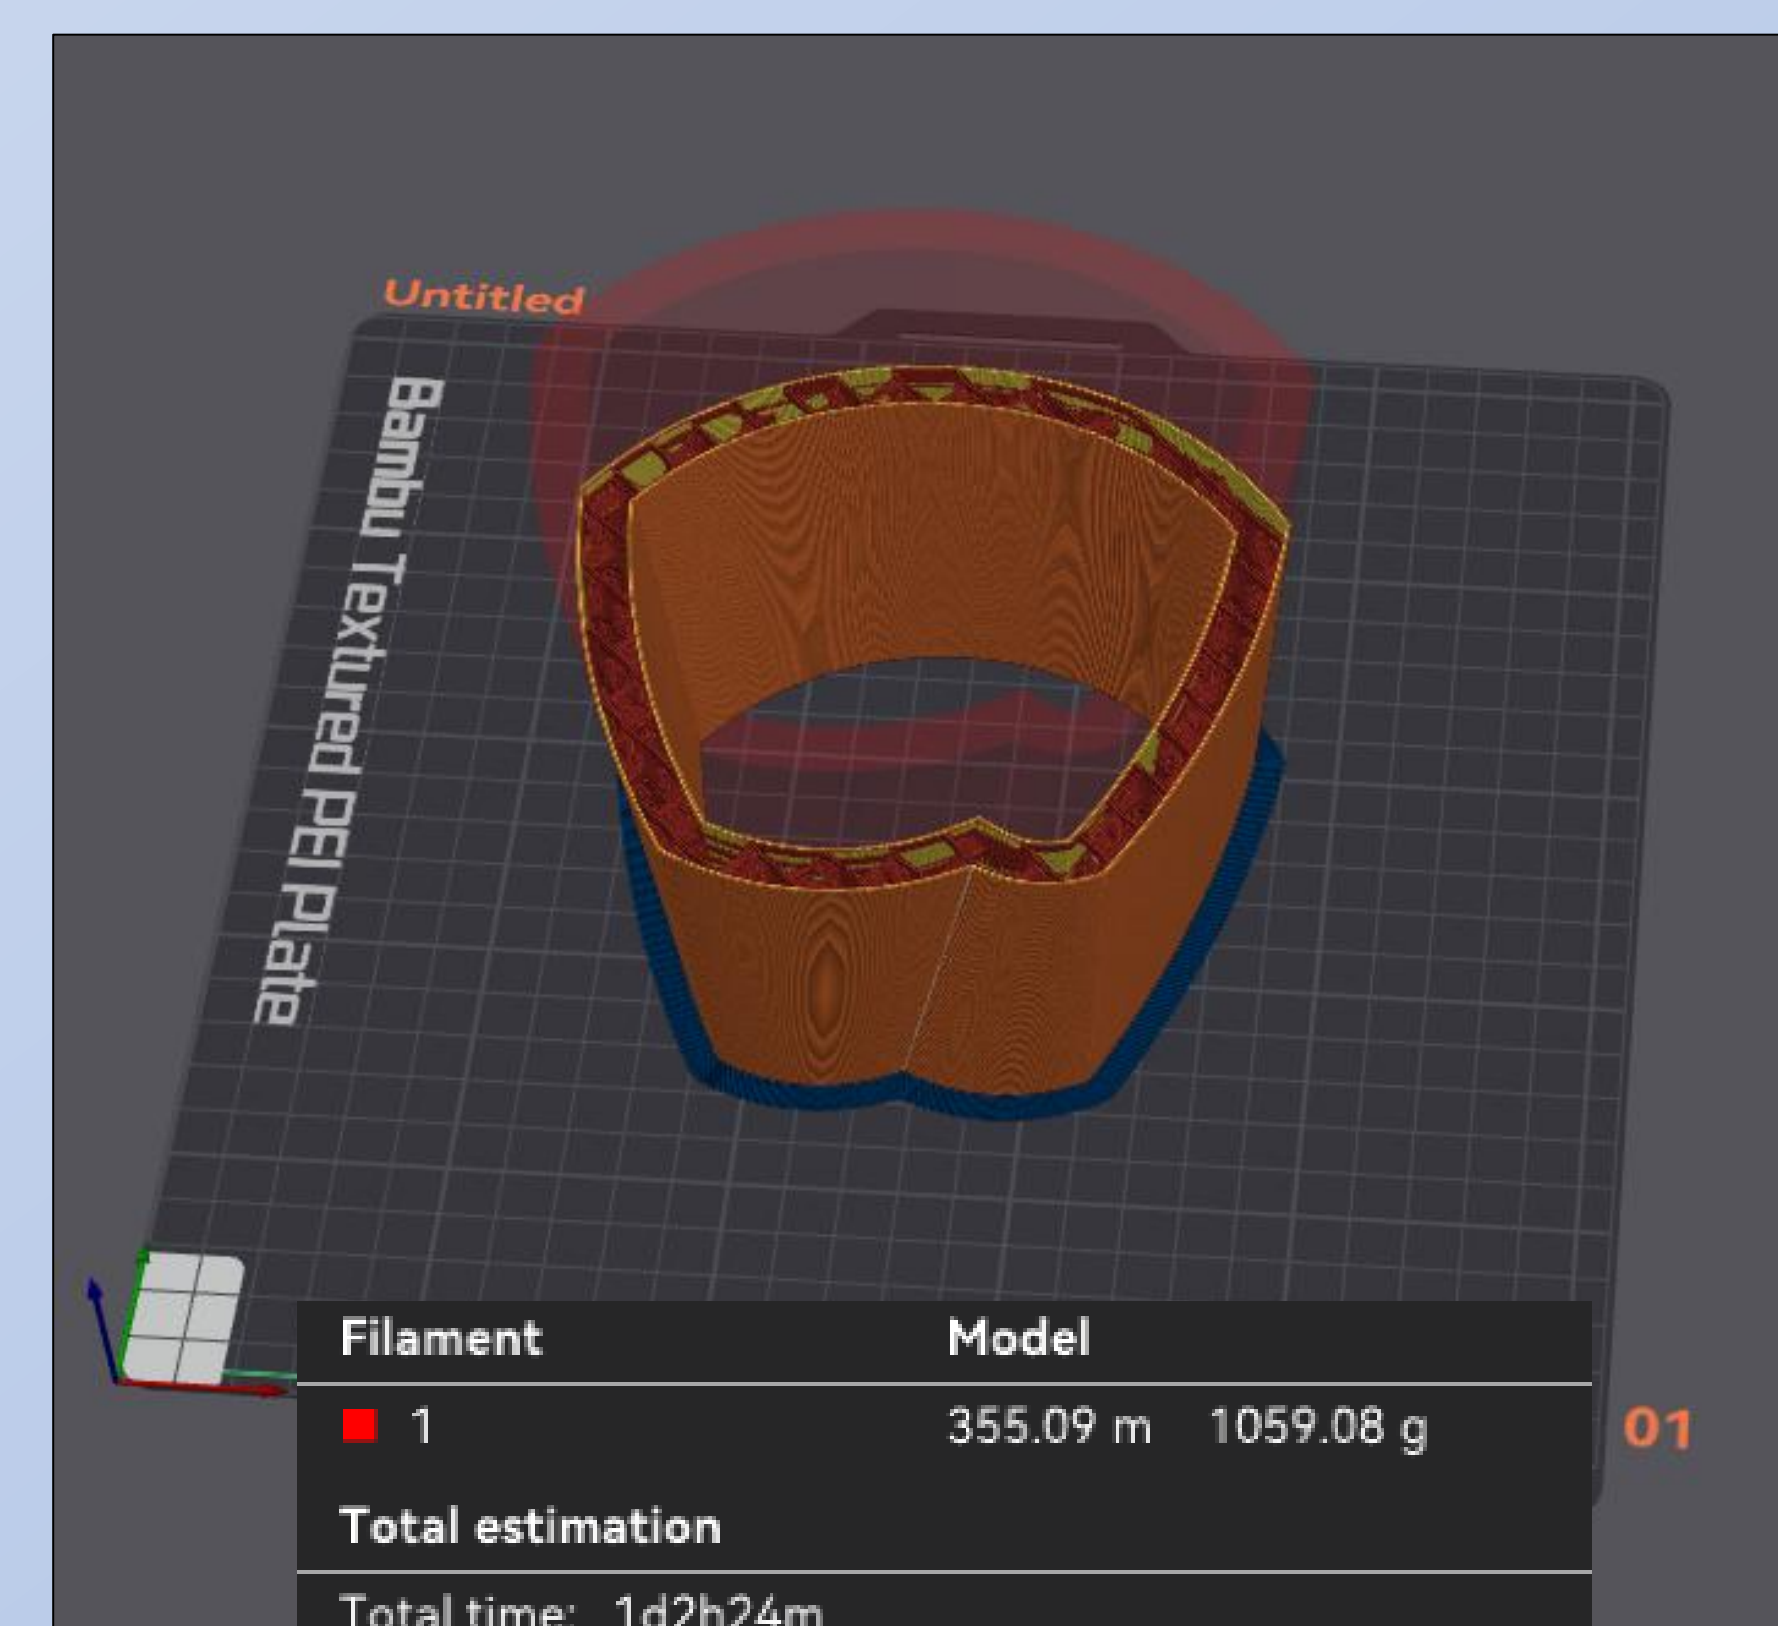 Untitled
Bambu Textured PEI Plate
Filament Model
1 355.09 m 1059.08 g
01
Total estimation
Total time: 1d2h24m